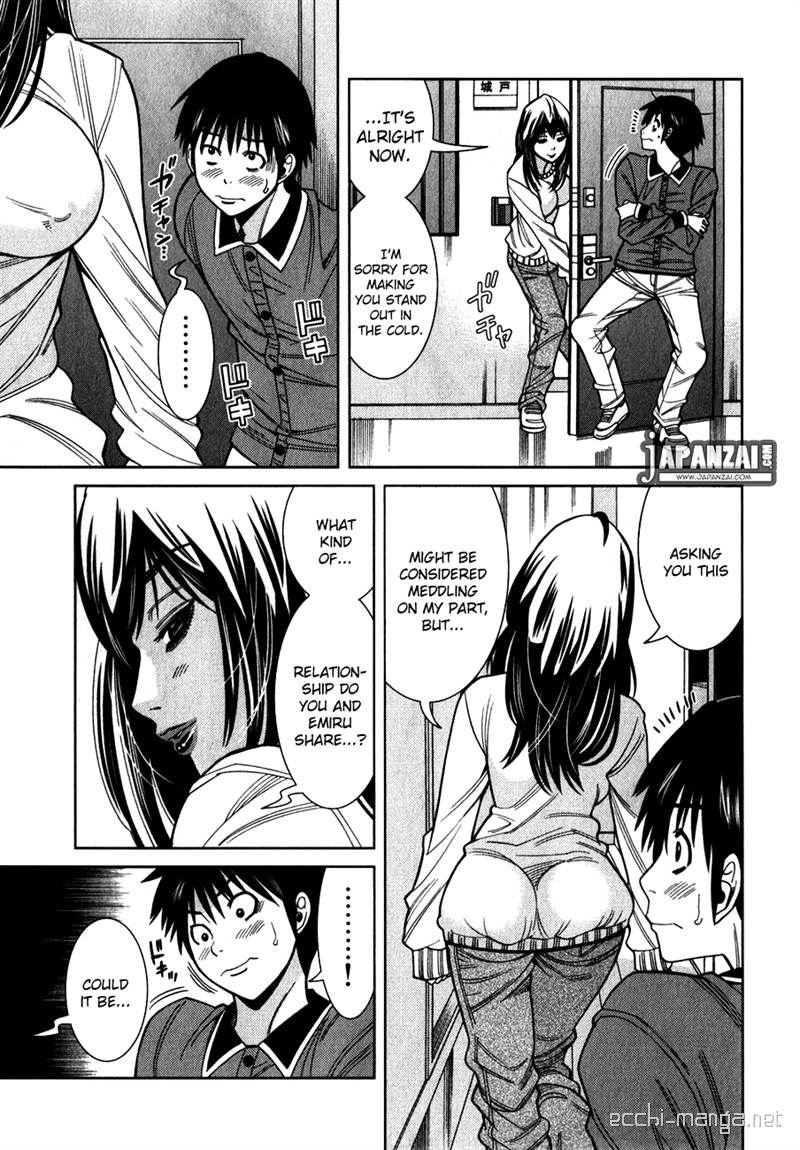 城戸
...IT'S
ALRIGHT
NOW.
I'M
SORRY FOR
MAKING
YOU STAND
OUT IN
THE COLD.
ガチャ
JAPANZAI.COM
WWW.JAPANZAI.COM
ガチャン…
………
ドキ
ドキ
ASKING
YOU THIS
MIGHT BE
CONSIDERED
MEDDLING
ON MY PART,
BUT...
WHAT
KIND
OF...
RELATION-
SHIP DO
YOU AND
EMIRU
SHARE...?
………!
ドキッ
COULD
IT BE...
ecchi-manga.net